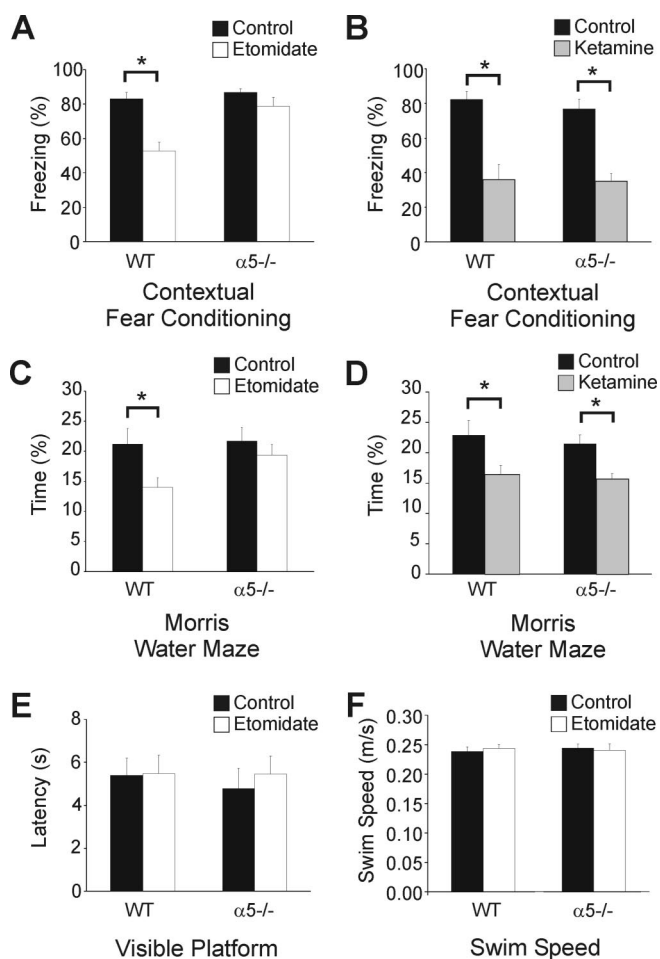 A
Control
Etomidate
*
100
80
60
40
20
0
Freezing (%)
WT
α5-/-
Contextual
Fear Conditioning
B
Control
Ketamine
*
*
100
80
60
40
20
0
Freezing (%)
WT
α5-/-
Contextual
Fear Conditioning
C
Control
Etomidate
*
30
25
20
15
10
5
0
Time (%)
WT
α5-/-
Morris
Water Maze
D
Control
Ketamine
*
*
30
25
20
15
10
5
0
Time (%)
WT
α5-/-
Morris
Water Maze
E
Control
Etomidate
8
6
4
2
0
Latency (s)
WT
α5-/-
Visible Platform
F
Control
Etomidate
0.30
0.25
0.20
0.15
0.10
0.05
0.00
Swim Speed (m/s)
WT
α5-/-
Swim Speed